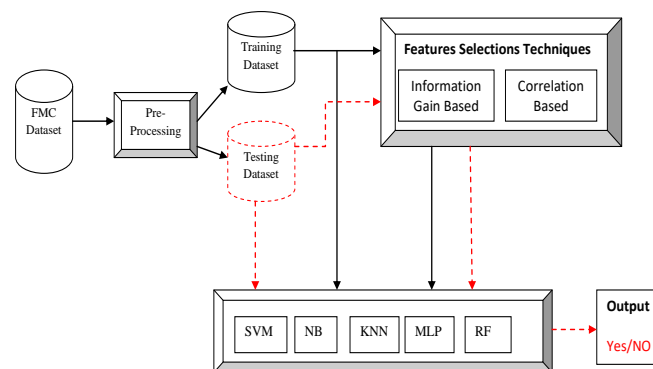 FMC
Dataset
Pre-
Processing
Training
Dataset
Testing
Dataset
Features Selections Techniques
Information
Gain Based
Correlation
Based
SVM
NB
KNN
MLP
RF
Output
Yes/NO